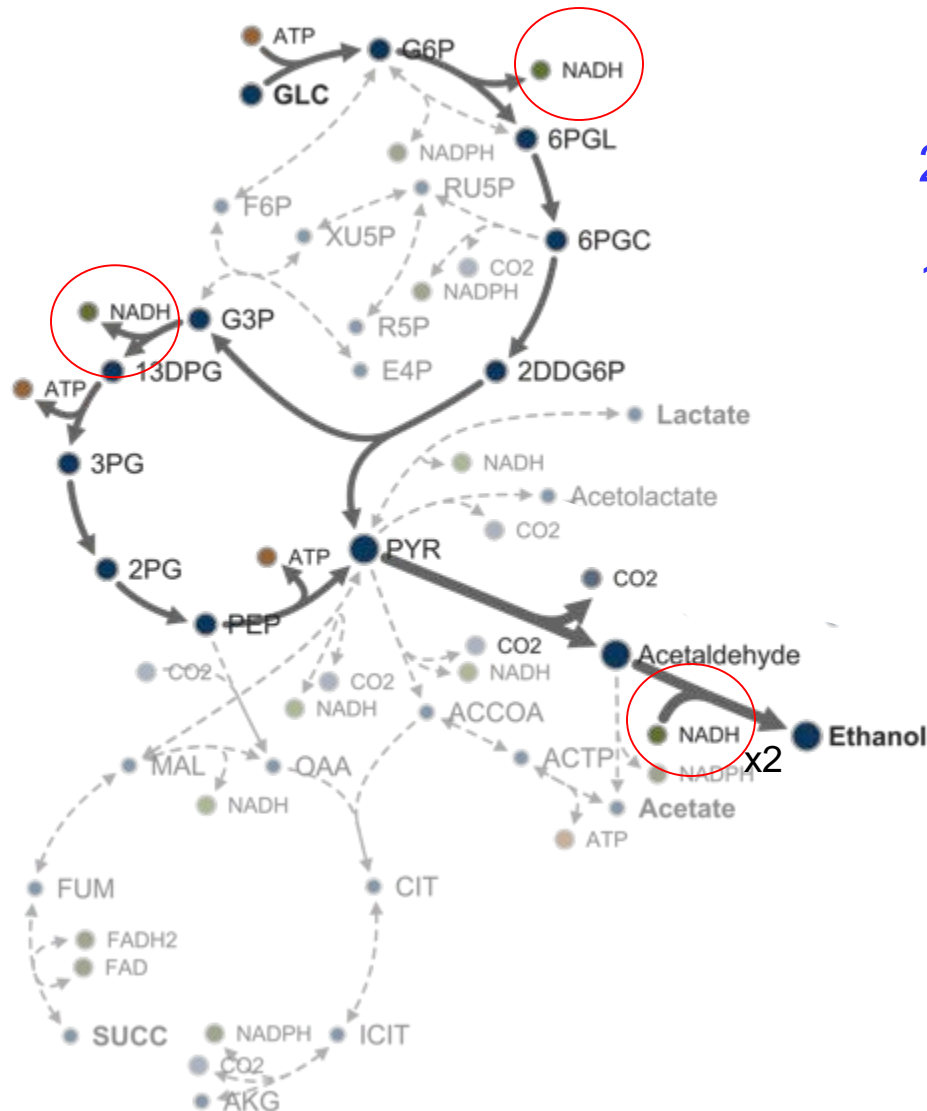 ATP
G6P
NADH
GLC
6PGL
NADPH
RU5P
F6P
XU5P
6PGC
CO2
NADPH
NADH
G3P
R5P
13DPG
E4P
2DDG6P
ATP
Lactate
3PG
NADH
Acetolactate
CO2
ATP
PYR
2PG
CO2
PEP
CO2
Acetaldehyde
CO2
CO2
NADH
NADH
ACCOA
NADH
x2
Ethanol
MAL
OAA
ACTP
NADPH
NADH
Acetate
ATP
FUM
CIT
FADH2
FAD
SUCC
NADPH
ICIT
CO2
AKG